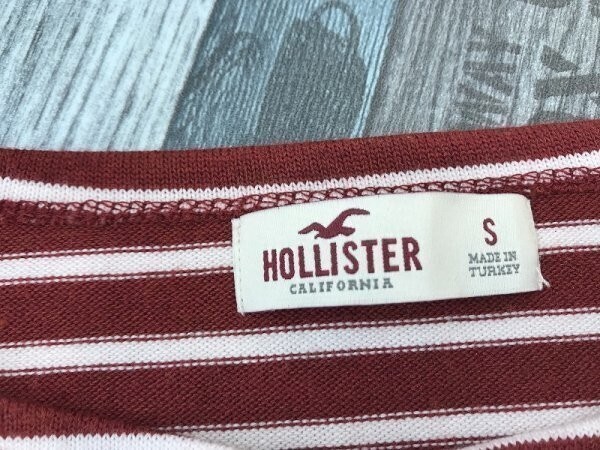 HOLLISTER
CALIFORNIA
S
MADE IN
TURKEY